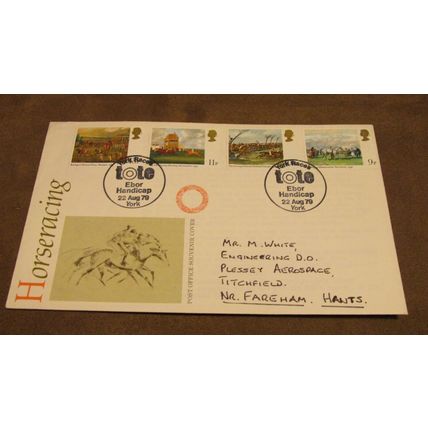 11P
9P
York Races
tote
Ebor
Handicap
22 Aug 79
York
York Races
tote
Ebor
Handicap
22 Aug 79
York
Horseracing
POST OFFICE SOUVENIR COVER
MR. M. WHITE,
ENGINEERING D.O.
PLESSEY AEROSPACE,
TITCHFIELD.
NR. FAREHAM. HANTS.